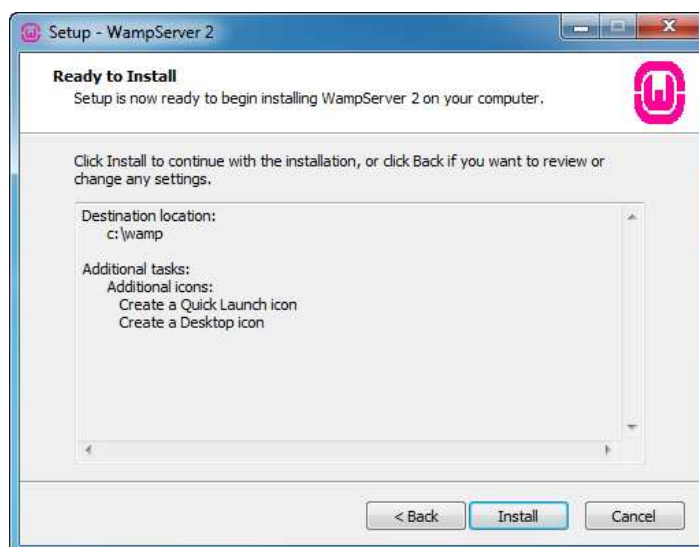 Setup - WampServer 2
Ready to Install
Setup is now ready to begin installing WampServer 2 on your computer.
Click Install to continue with the installation, or click Back if you want to review or
change any settings.
Destination location:
c:\wamp
Additional tasks:
Additional icons:
Create a Quick Launch icon
Create a Desktop icon
< Back
Install
Cancel